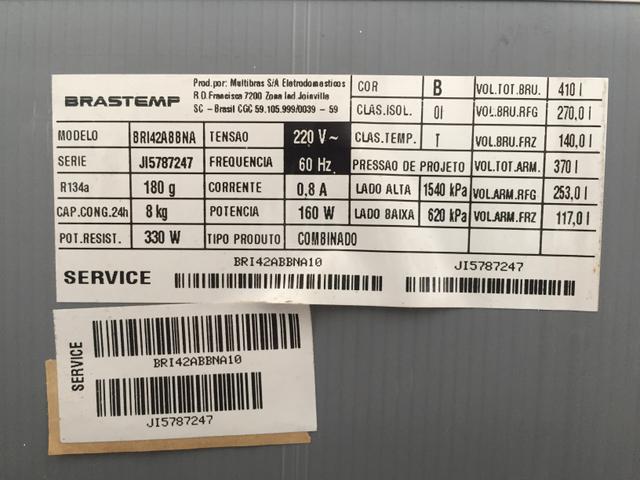 BRASTEMP
Prod.por: Multibras S/A Eletrodomesticos
R D.Francisca 7200 Zona Ind Joinville
SC - Brasil CGC 59.105.999/0039 - 59
COR B VOL.TOT.BRU. 410 l
CLAS.ISOL. 0I VOL.BRU.RFG 270,0 l
MODELO BRI42ABBNA TENSAO 220 V~ CLAS.TEMP. T VOL.BRU.FRZ 140,0 l
SERIE JI5787247 FREQUENCIA 60 Hz PRESSAO DE PROJETO VOL.TOT.ARM. 370 l
R134a 180 g CORRENTE 0,8 A LADO ALTA 1540 kPa VOL.ARM.RFG 253,0 l
CAP.CONG.24h 8 kg POTENCIA 160 W LADO BAIXA 620 kPa VOL.ARM.FRZ 117,0 l
POT.RESIST. 330 W TIPO PRODUTO COMBINADO
BRI42ABBNA10 JI5787247
SERVICE
SERVICE
BRI42ABBNA10
JI5787247